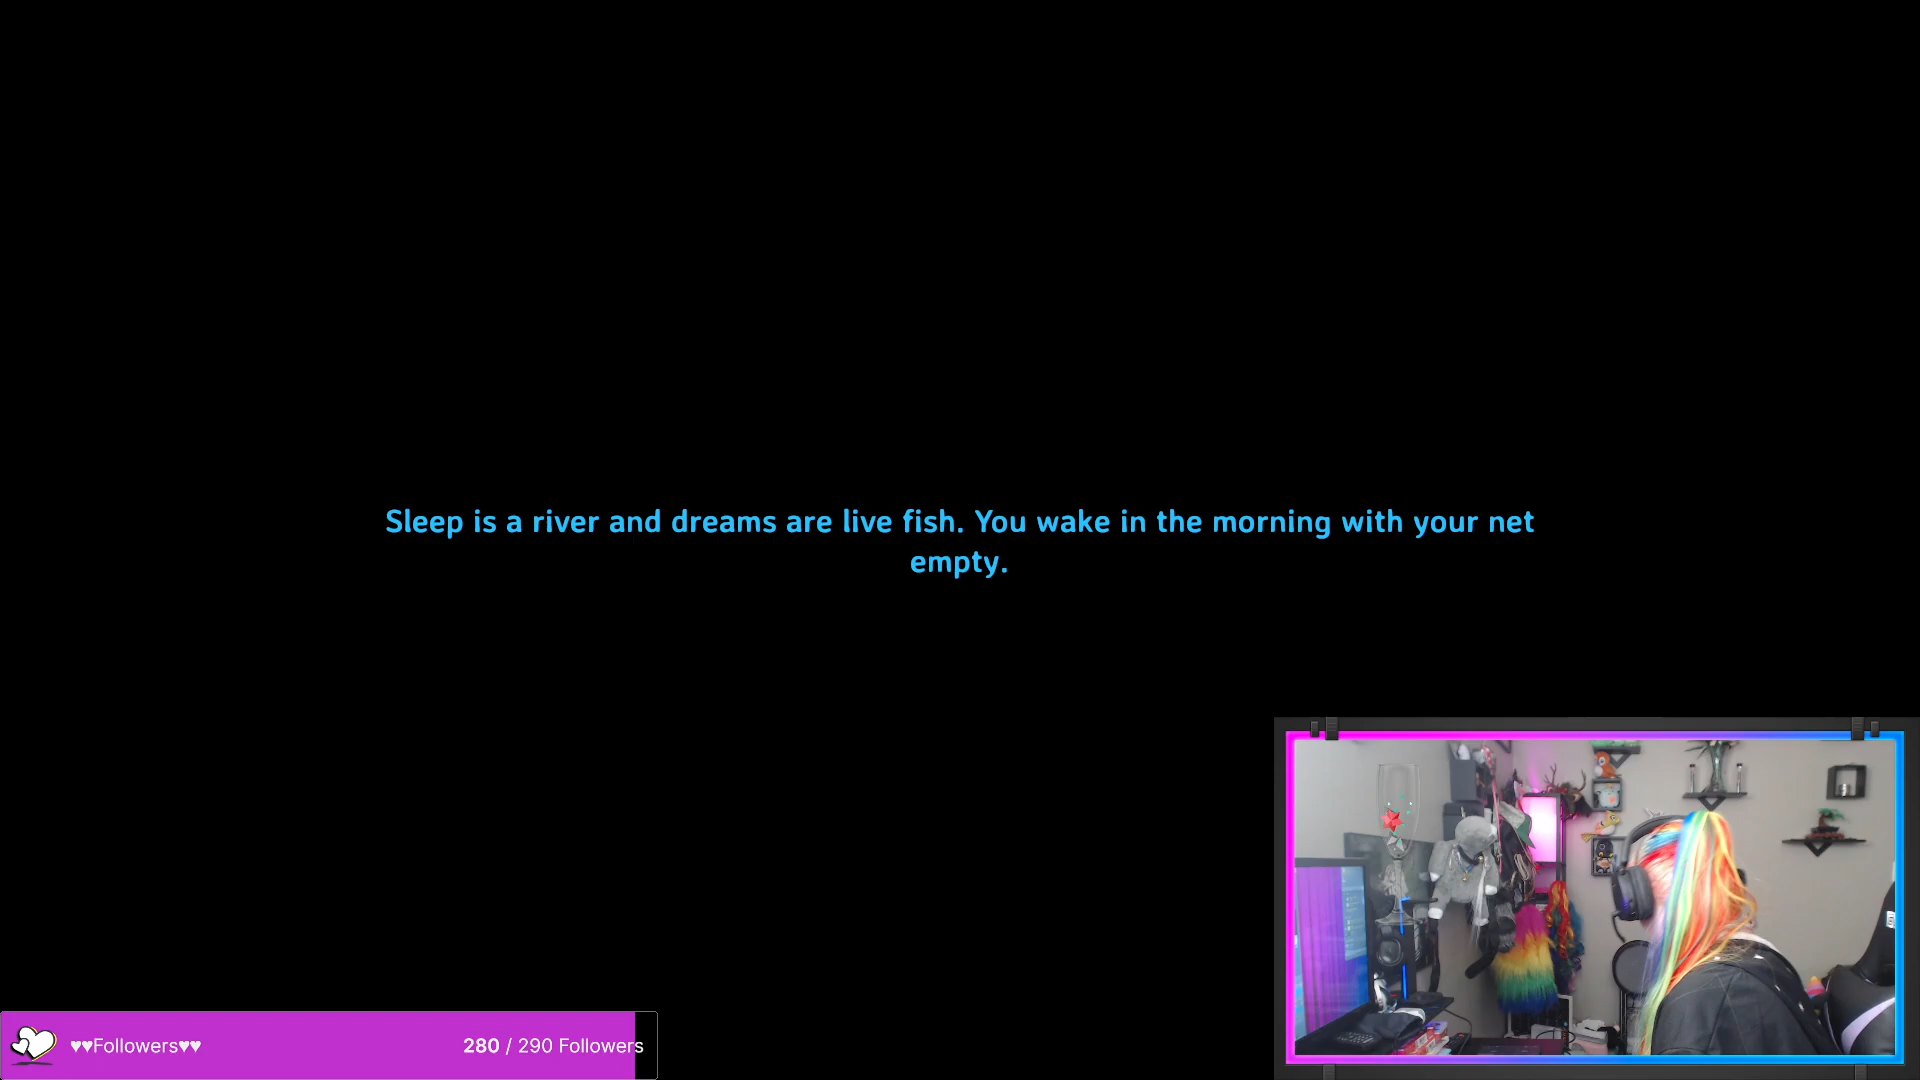 Sleep is a river and dreams are live fish. You wake in the morning with your net
empty.
♥♥Followers♥♥
280 / 290 Followers